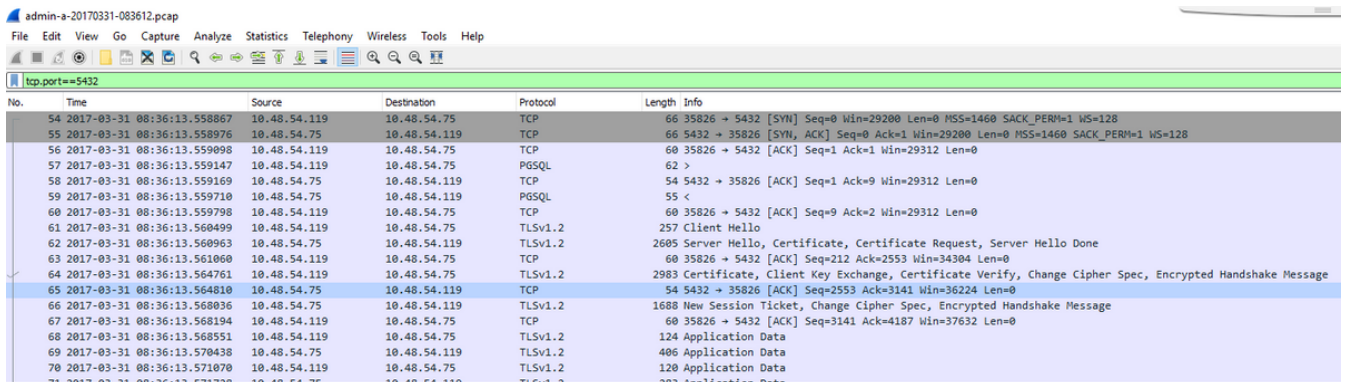 admin-a-20170331-083612.pcap
File Edit View Go Capture Analyze Statistics Telephony Wireless Tools Help
tcp.port==5432
No. Time Source Destination Protocol Length Info
54 2017-03-31 08:36:13.558867 10.48.54.119 10.48.54.75 TCP 66 35826 → 5432 [SYN] Seq=0 Win=29200 Len=0 MSS=1460 SACK_PERM=1 WS=128
55 2017-03-31 08:36:13.558976 10.48.54.75 10.48.54.119 TCP 66 5432 → 35826 [SYN, ACK] Seq=0 Ack=1 Win=29200 Len=0 MSS=1460 SACK_PERM=1 WS=128
56 2017-03-31 08:36:13.559098 10.48.54.119 10.48.54.75 TCP 60 35826 → 5432 [ACK] Seq=1 Ack=1 Win=29312 Len=0
57 2017-03-31 08:36:13.559147 10.48.54.119 10.48.54.75 PGSQL 62 >
58 2017-03-31 08:36:13.559169 10.48.54.75 10.48.54.119 TCP 54 5432 → 35826 [ACK] Seq=1 Ack=9 Win=29312 Len=0
59 2017-03-31 08:36:13.559710 10.48.54.75 10.48.54.119 PGSQL 55 <
60 2017-03-31 08:36:13.559798 10.48.54.119 10.48.54.75 TCP 60 35826 → 5432 [ACK] Seq=9 Ack=2 Win=29312 Len=0
61 2017-03-31 08:36:13.560499 10.48.54.119 10.48.54.75 TLSv1.2 257 Client Hello
62 2017-03-31 08:36:13.560963 10.48.54.75 10.48.54.119 TLSv1.2 2605 Server Hello, Certificate, Certificate Request, Server Hello Done
63 2017-03-31 08:36:13.561060 10.48.54.119 10.48.54.75 TCP 60 35826 → 5432 [ACK] Seq=212 Ack=2553 Win=34304 Len=0
64 2017-03-31 08:36:13.564761 10.48.54.119 10.48.54.75 TLSv1.2 2983 Certificate, Client Key Exchange, Certificate Verify, Change Cipher Spec, Encrypted Handshake Message
65 2017-03-31 08:36:13.564810 10.48.54.75 10.48.54.119 TCP 54 5432 → 35826 [ACK] Seq=2553 Ack=3141 Win=36224 Len=0
66 2017-03-31 08:36:13.568036 10.48.54.75 10.48.54.119 TLSv1.2 1688 New Session Ticket, Change Cipher Spec, Encrypted Handshake Message
67 2017-03-31 08:36:13.568194 10.48.54.119 10.48.54.75 TCP 60 35826 → 5432 [ACK] Seq=3141 Ack=4187 Win=37632 Len=0
68 2017-03-31 08:36:13.568551 10.48.54.119 10.48.54.75 TLSv1.2 124 Application Data
69 2017-03-31 08:36:13.570438 10.48.54.75 10.48.54.119 TLSv1.2 406 Application Data
70 2017-03-31 08:36:13.571070 10.48.54.119 10.48.54.75 TLSv1.2 120 Application Data